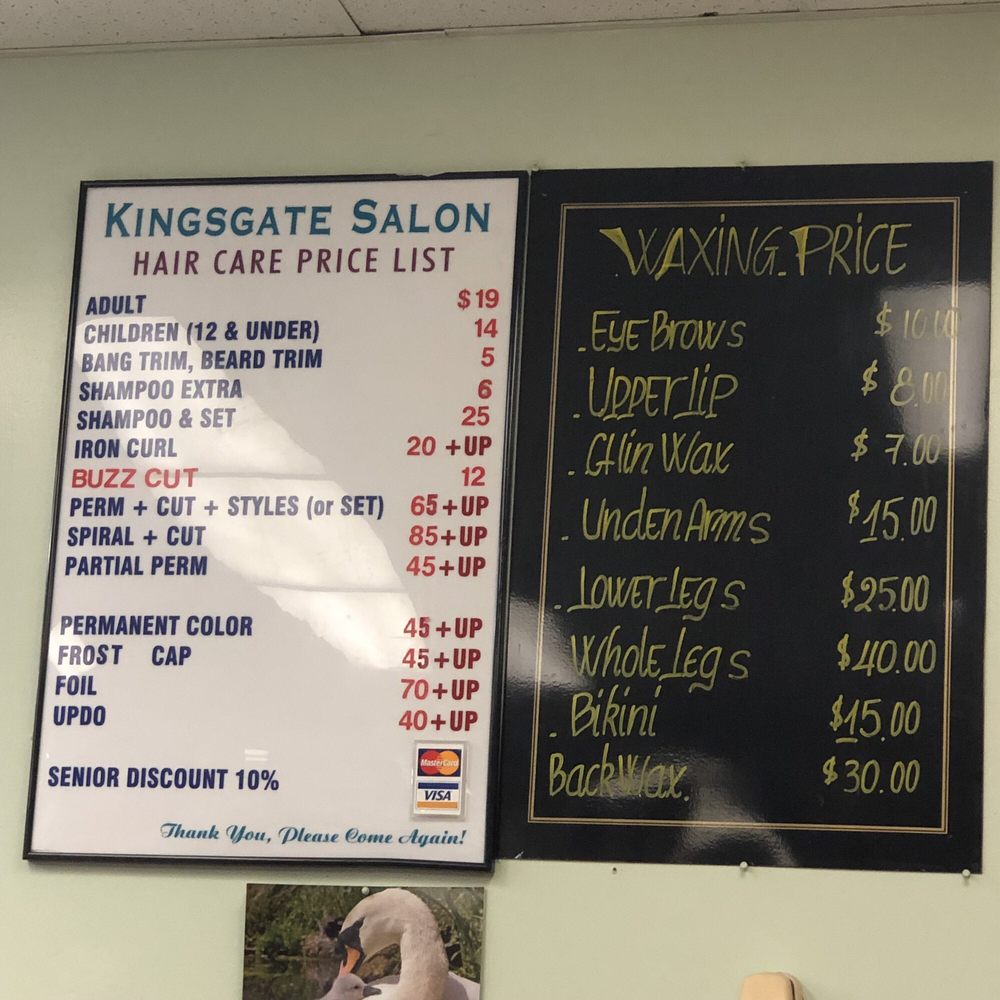 KINGSGATE SALON
HAIR CARE PRICE LIST
ADULT $19
CHILDREN (12 & UNDER) 14
BANG TRIM, BEARD TRIM 5
SHAMPOO EXTRA 6
SHAMPOO & SET 25
IRON CURL 20 +UP
BUZZ CUT 12
PERM + CUT + STYLES (or SET) 65+UP
SPIRAL + CUT 85+UP
PARTIAL PERM 45+UP
PERMANENT COLOR 45+UP
FROST CAP 45+UP
FOIL 70+UP
UPDO 40+UP
SENIOR DISCOUNT 10%
MasterCard
VISA
Thank You, Please Come Again!
WAXING PRICE
.EyE BrowS $10.00
.UPPER lip $8.00
.CHin Wax $7.00
.UndenArms $15.00
.LOWER LEgS $25.00
Whole LegS $40.00
.Bikini $15.00
BackWax. $30.00